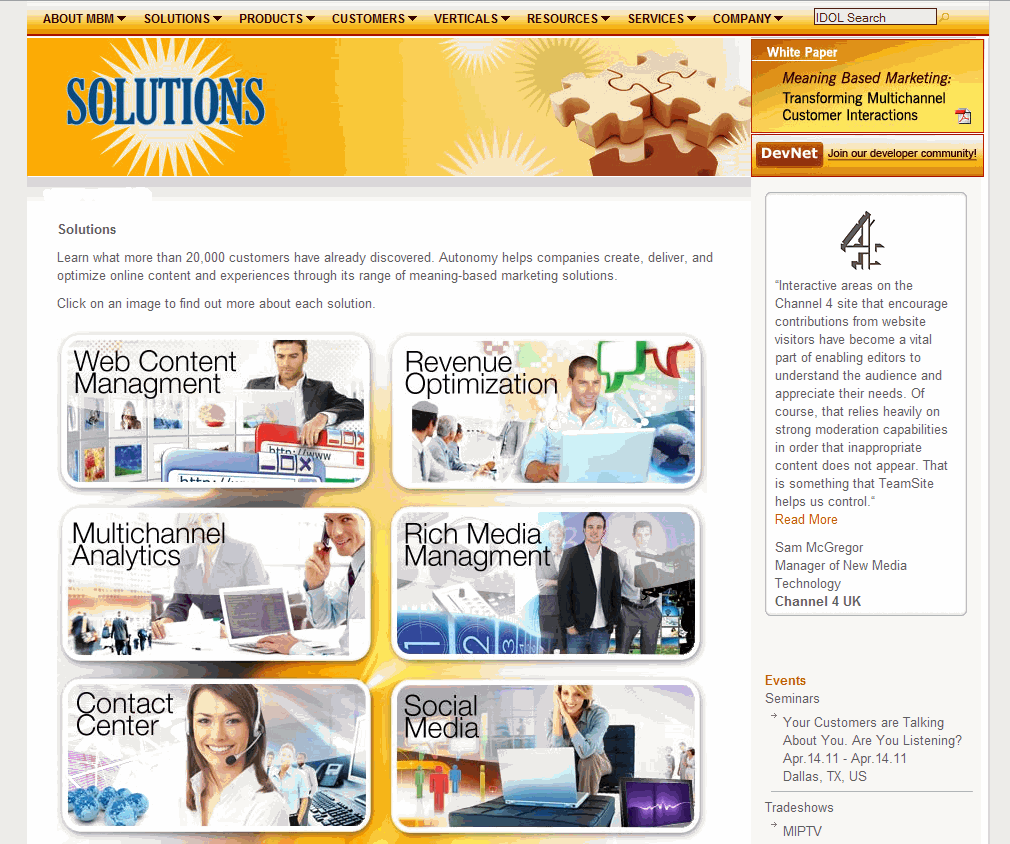 ABOUT MBM SOLUTIONS PRODUCTS CUSTOMERS VERTICALS RESOURCES SERVICES COMPANY IDOL Search
SOLUTIONS
White Paper
Meaning Based Marketing:
Transforming Multichannel
Customer Interactions
DevNet Join our developer community!
Solutions
Learn what more than 20,000 customers have already discovered. Autonomy helps companies create, deliver, and
optimize online content and experiences through its range of meaning-based marketing solutions.
Click on an image to find out more about each solution.
Web Content
Managment
http://www
http://w
Revenue
Optimization
Multichannel
Analytics
Rich Media
Managment
1
2
3
Contact
Center
Social
Media
4
“Interactive areas on the
Channel 4 site that encourage
contributions from website
visitors have become a vital
part of enabling editors to
understand the audience and
appreciate their needs. Of
course, that relies heavily on
strong moderation capabilities
in order that inappropriate
content does not appear. That
is something that TeamSite
helps us control.“
Read More
Sam McGregor
Manager of New Media
Technology
Channel 4 UK
Events
Seminars
Your Customers are Talking
About You. Are You Listening?
Apr.14.11 - Apr.14.11
Dallas, TX, US
Tradeshows
MIPTV